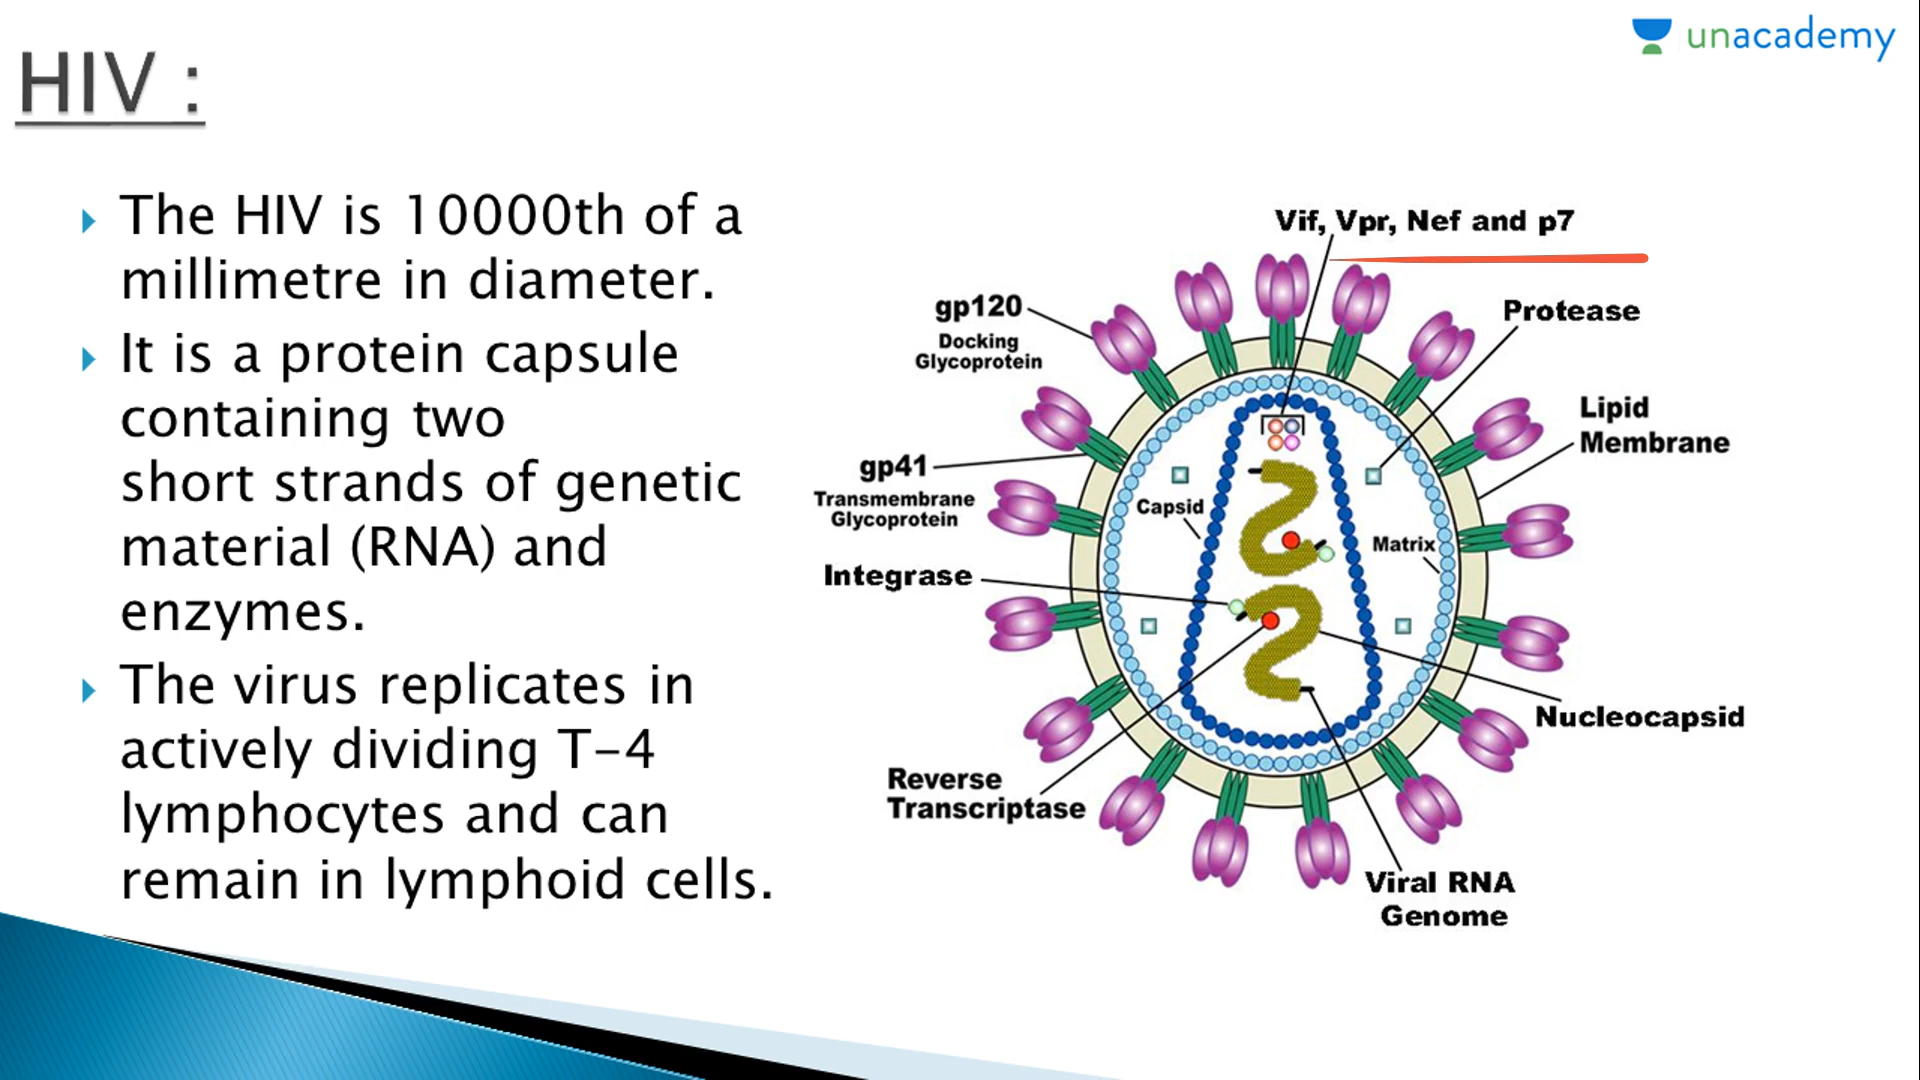 unacademy
HIV :
The HIV is 10000th of a
millimetre in diameter.
It is a protein capsule
containing two
short strands of genetic
material (RNA) and
enzymes.
The virus replicates in
actively dividing T-4
lymphocytes and can
remain in lymphoid cells.
Vif, Vpr, Nef and p7
gp120
Docking
Glycoprotein
Protease
Lipid
Membrane
gp41
Transmembrane
Glycoprotein
Capsid
Matrix
Integrase
Nucleocapsid
Reverse
Transcriptase
Viral RNA
Genome